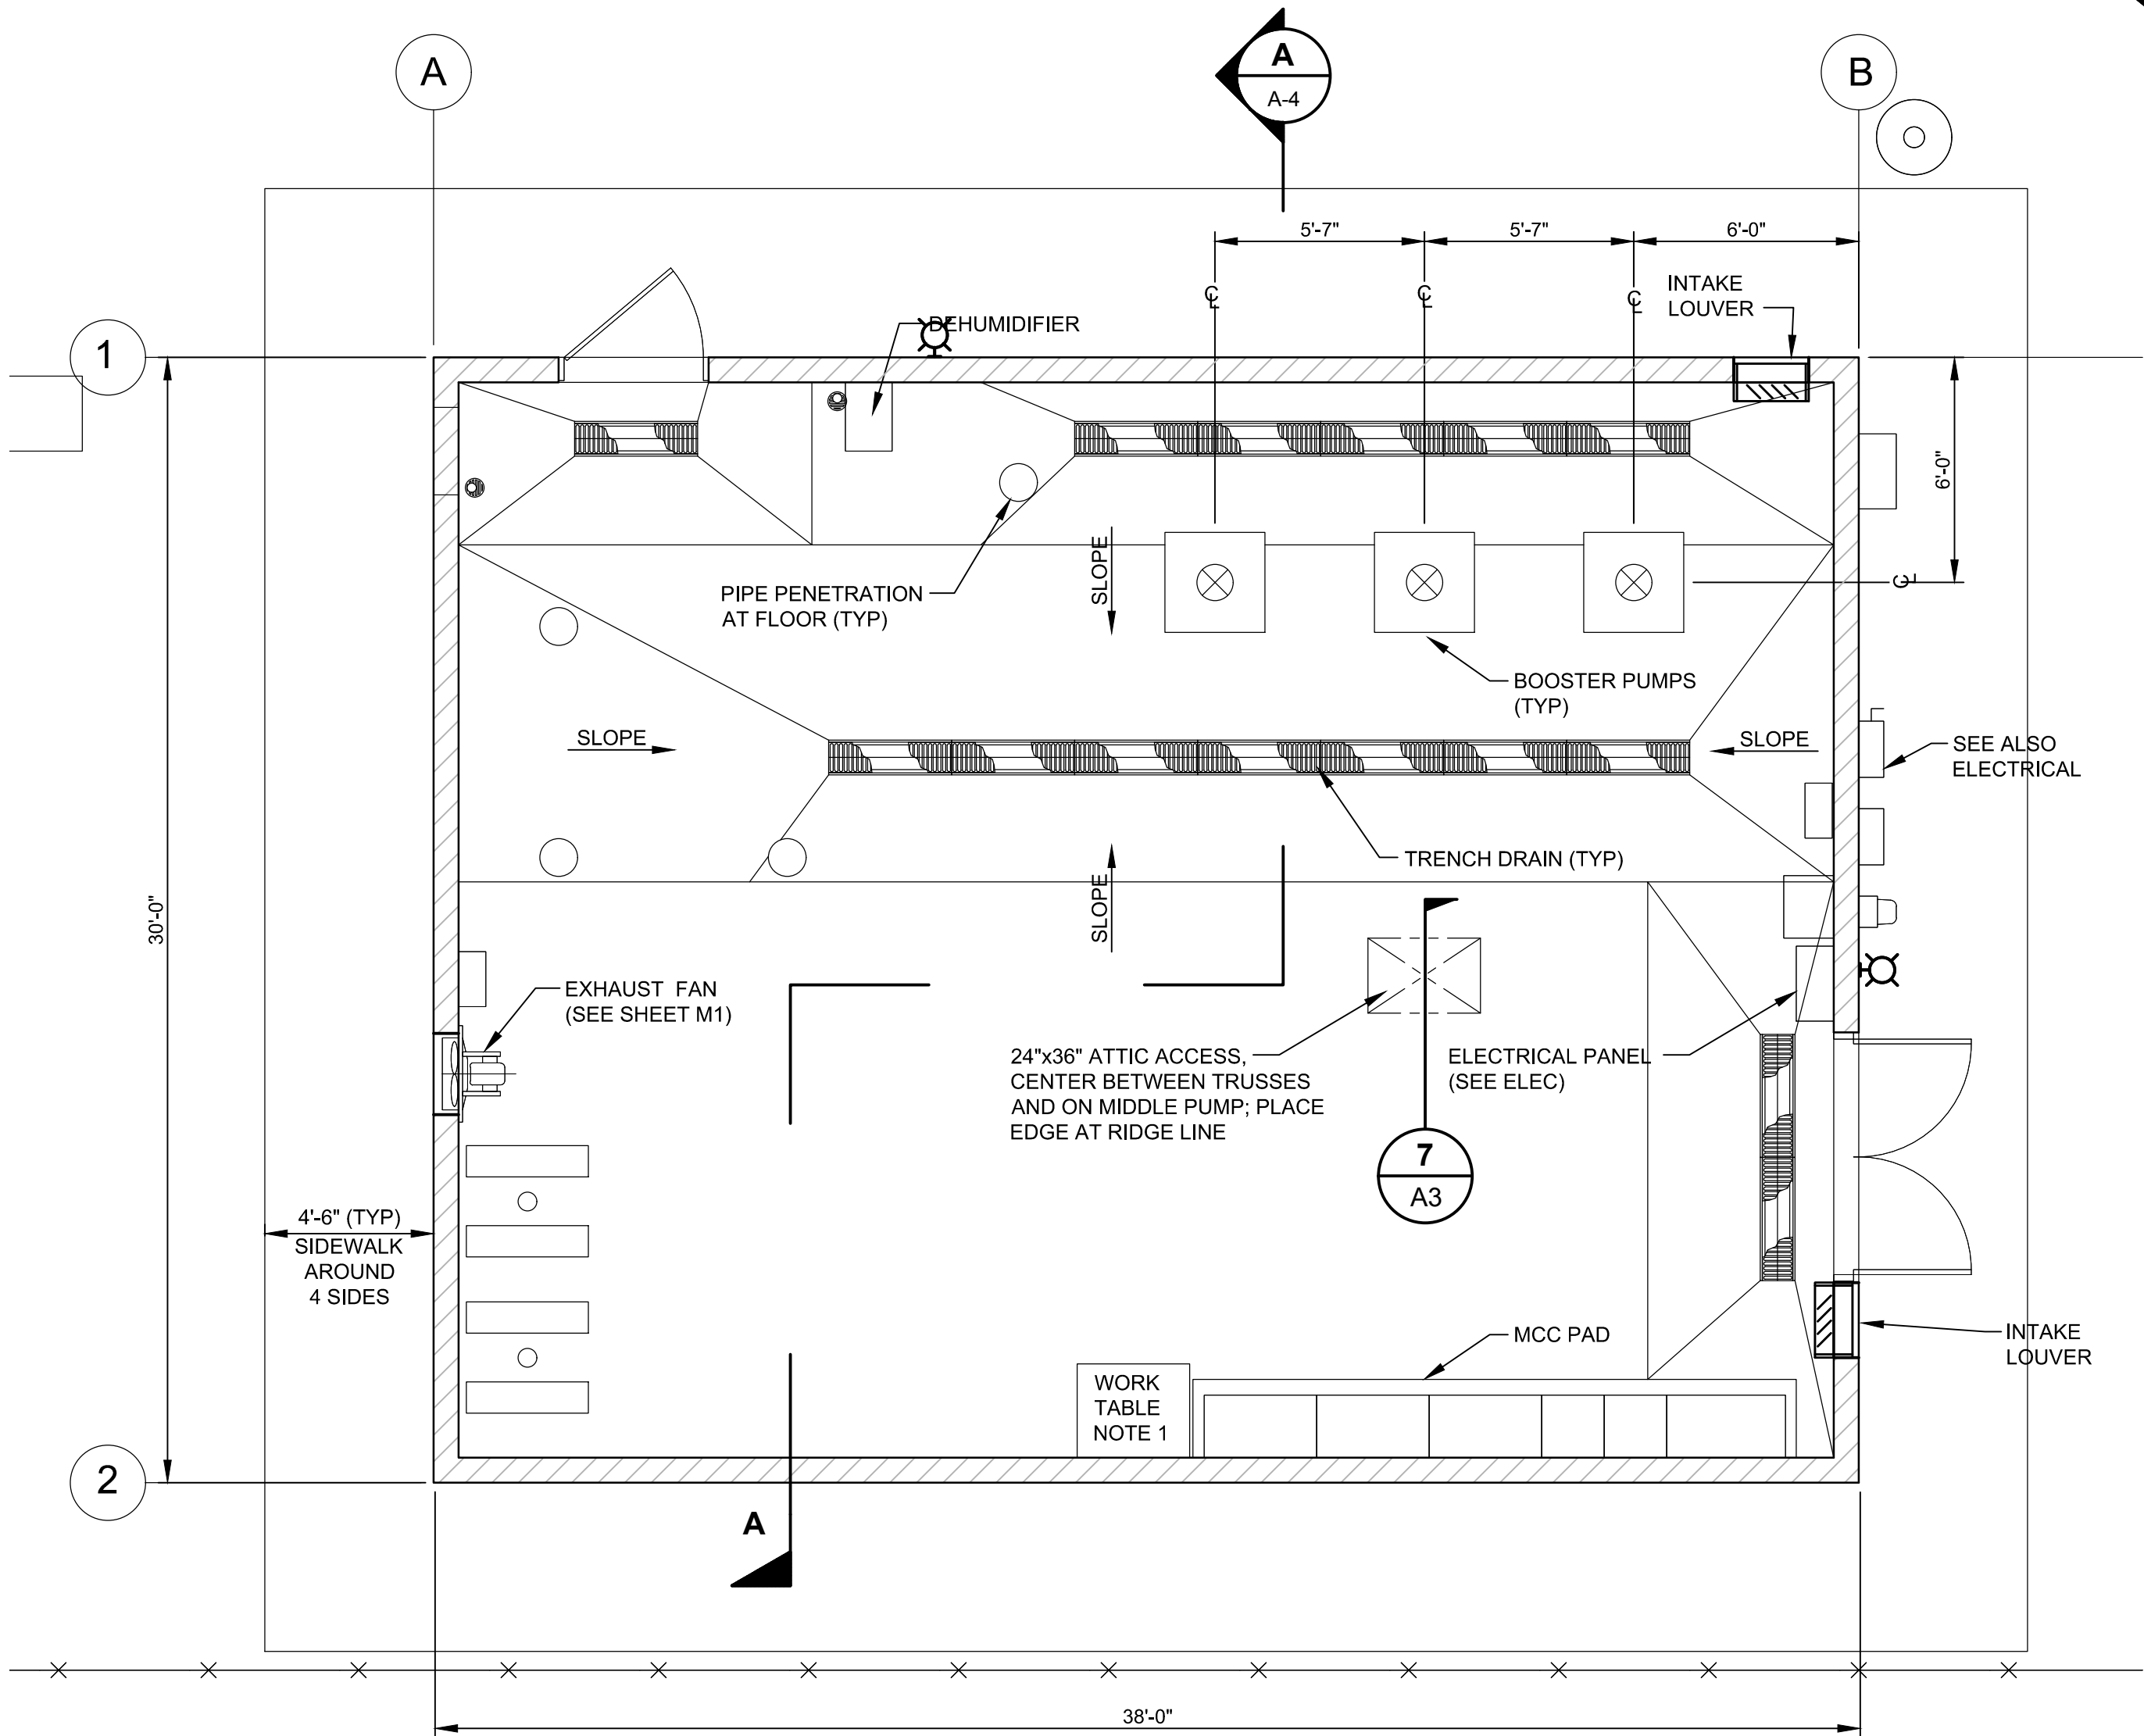 A
B
A
A-4
5'-7"
5'-7"
6'-0"
INTAKE
LOUVER
DEHUMIDIFIER
1
6'-0"
SLOPE
PIPE PENETRATION
AT FLOOR (TYP)
BOOSTER PUMPS
(TYP)
SLOPE
SLOPE
SEE ALSO
ELECTRICAL
TRENCH DRAIN (TYP)
30'-0"
SLOPE
EXHAUST FAN
(SEE SHEET M1)
24"x36" ATTIC ACCESS,
CENTER BETWEEN TRUSSES
AND ON MIDDLE PUMP; PLACE
EDGE AT RIDGE LINE
ELECTRICAL PANEL
(SEE ELEC)
7
A3
4'-6" (TYP)
SIDEWALK
AROUND
4 SIDES
MCC PAD
INTAKE
LOUVER
WORK
TABLE
NOTE 1
2
A
38'-0"